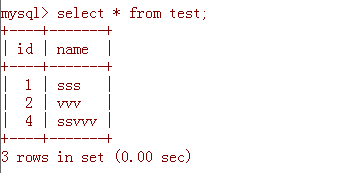 mysql> select * from test;
+----+-------+
| id | name  |
+----+-------+
|  1 | sss   |
|  2 | vvv   |
|  4 | ssvvv |
+----+-------+
3 rows in set (0.00 sec)